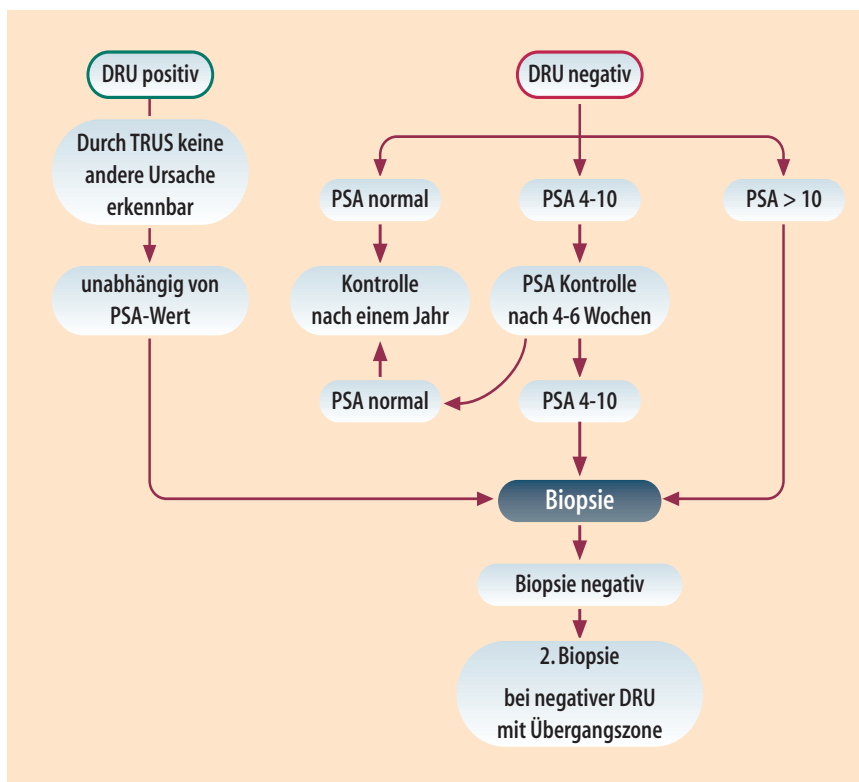 DRU positiv
DRU negativ
Durch TRUS keine
andere Ursache
erkennbar
PSA normal
PSA 4-10
PSA > 10
unabhängig von
PSA-Wert
Kontrolle
nach einem Jahr
PSA Kontrolle
nach 4-6 Wochen
PSA normal
PSA 4-10
Biopsie
Biopsie negativ
2. Biopsie
bei negativer DRU
mit Übergangszone